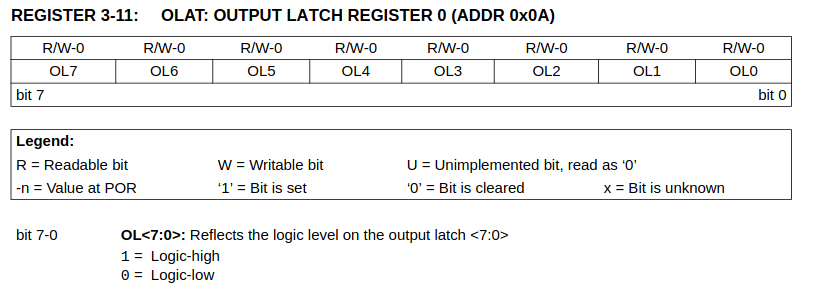 REGISTER 3-11: OLAT: OUTPUT LATCH REGISTER 0 (ADDR 0x0A)
R/W-0 R/W-0 R/W-0 R/W-0 R/W-0 R/W-0 R/W-0 R/W-0
OL7 OL6 OL5 OL4 OL3 OL2 OL1 OL0
bit 7 bit 0
Legend:
R = Readable bit W = Writable bit U = Unimplemented bit, read as ‘0’
-n = Value at POR ‘1’ = Bit is set ‘0’ = Bit is cleared x = Bit is unknown
bit 7-0 OL<7:0>: Reflects the logic level on the output latch <7:0>
1 = Logic-high
0 = Logic-low